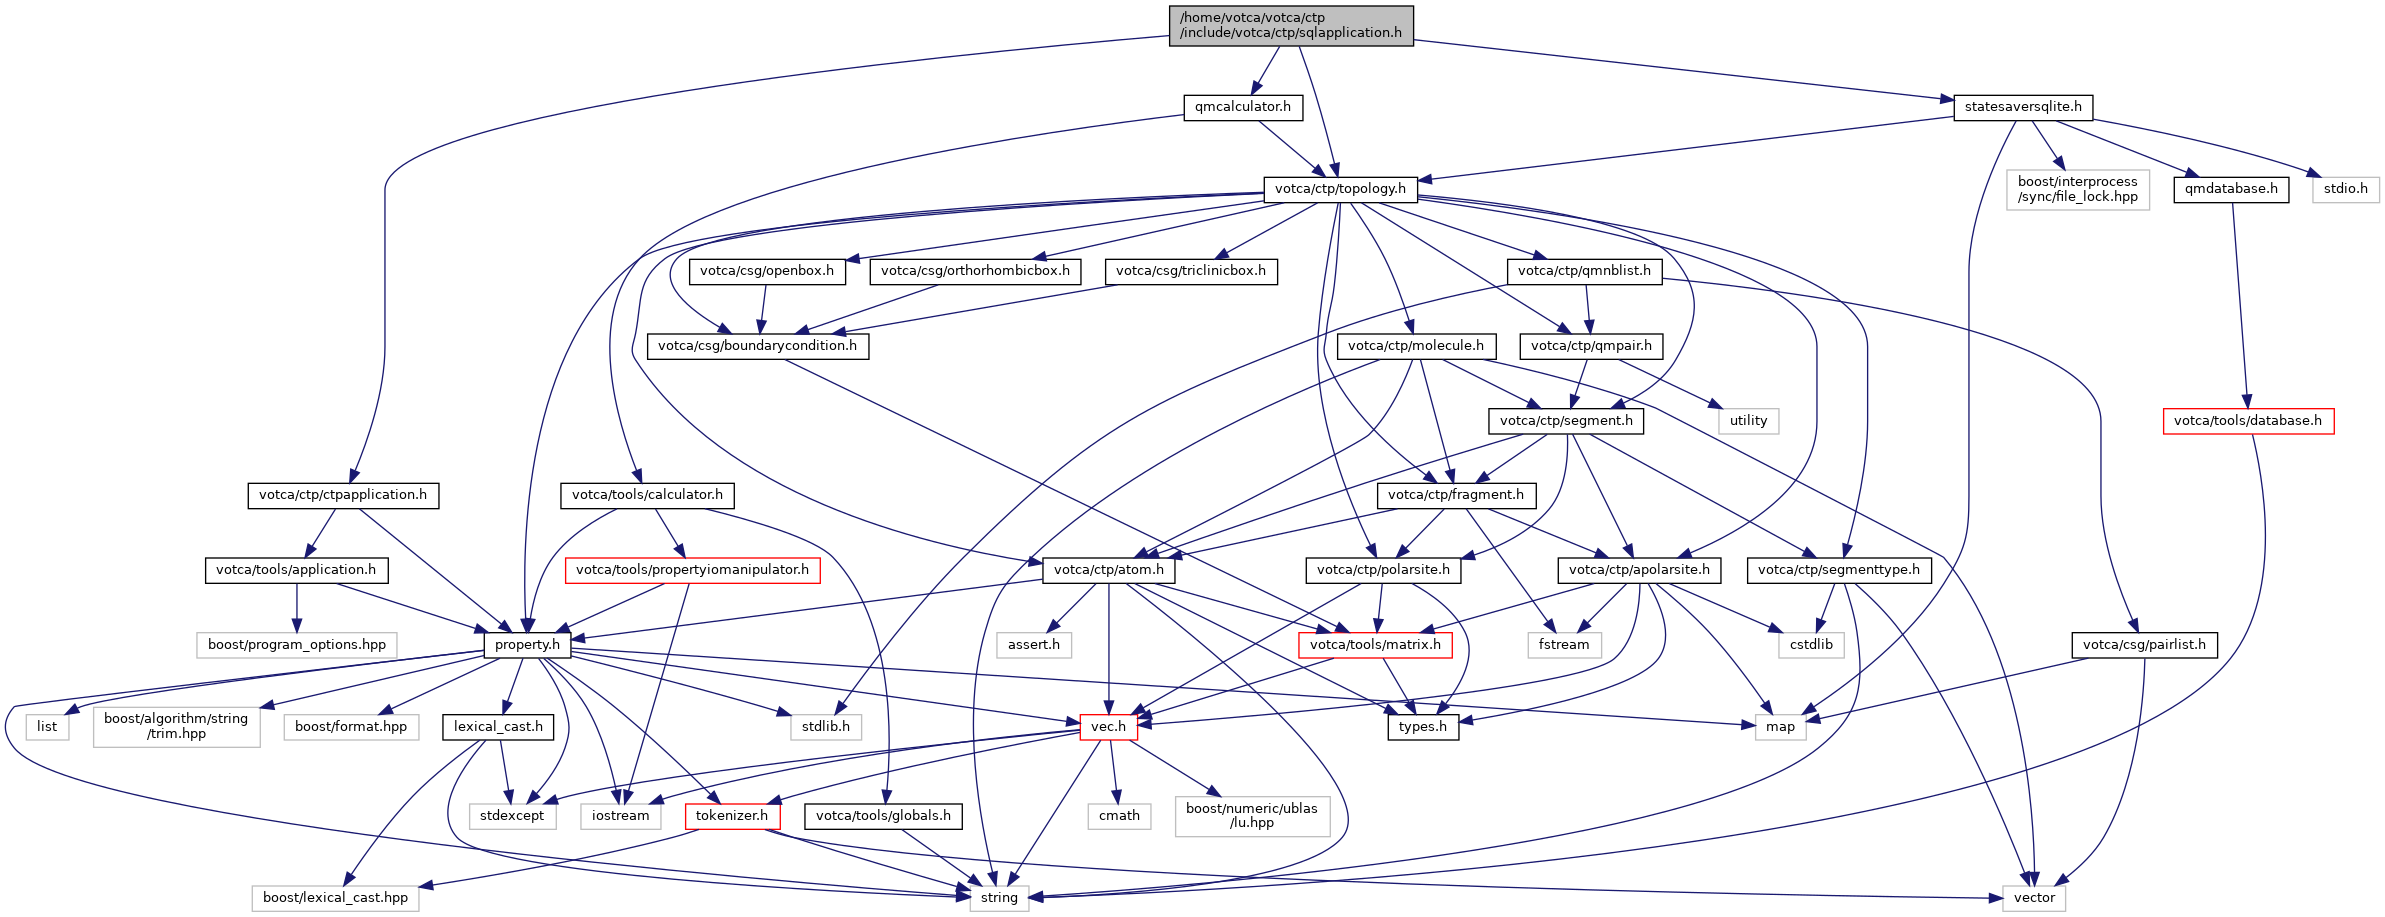 /home/votca/votca/ctp
/include/votca/ctp/sqlapplication.h
qmcalculator.h
statesaversqlite.h
votca/ctp/topology.h
boost/interprocess
/sync/file_lock.hpp
qmdatabase.h
stdio.h
votca/csg/openbox.h
votca/csg/orthorhombicbox.h
votca/csg/triclinicbox.h
votca/ctp/qmnblist.h
votca/csg/boundarycondition.h
votca/ctp/molecule.h
votca/ctp/qmpair.h
votca/ctp/segment.h
utility
votca/tools/database.h
votca/ctp/ctpapplication.h
votca/tools/calculator.h
votca/ctp/fragment.h
votca/tools/application.h
votca/tools/propertyiomanipulator.h
votca/ctp/atom.h
votca/ctp/polarsite.h
votca/ctp/apolarsite.h
votca/ctp/segmenttype.h
boost/program_options.hpp
property.h
assert.h
votca/tools/matrix.h
fstream
cstdlib
votca/csg/pairlist.h
list
boost/algorithm/string
/trim.hpp
boost/format.hpp
lexical_cast.h
stdlib.h
vec.h
types.h
map
stdexcept
iostream
tokenizer.h
votca/tools/globals.h
cmath
boost/numeric/ublas
/lu.hpp
boost/lexical_cast.hpp
string
vector